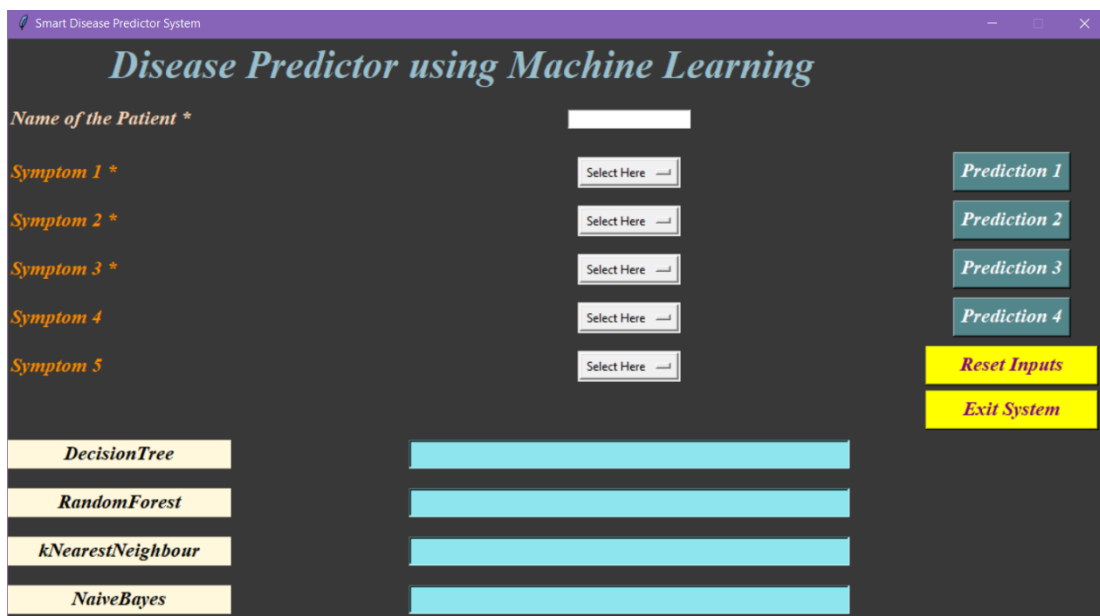 Smart Disease Predictor System
Disease Predictor using Machine Learning
Name of the Patient *
Symptom 1 * Select Here Prediction 1
Symptom 2 * Select Here Prediction 2
Symptom 3 * Select Here Prediction 3
Symptom 4 Select Here Prediction 4
Symptom 5 Select Here Reset Inputs
Exit System
DecisionTree
RandomForest
kNearestNeighbour
NaiveBayes